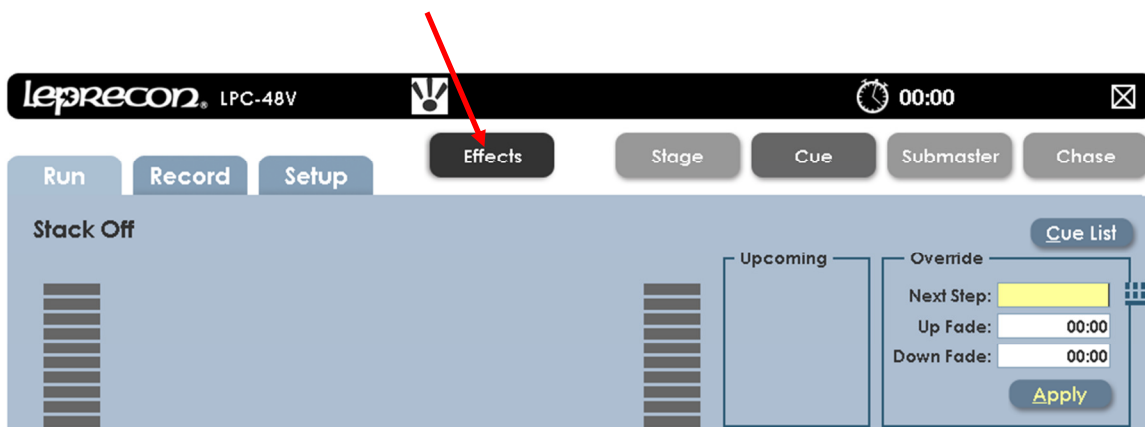 LEPRECON® LPC-48V
00:00
Effects
Stage
Cue
Submaster
Chase
Run
Record
Setup
Stack Off
Cue List
Upcoming
Override
Next Step:
Up Fade: 00:00
Down Fade: 00:00
Apply